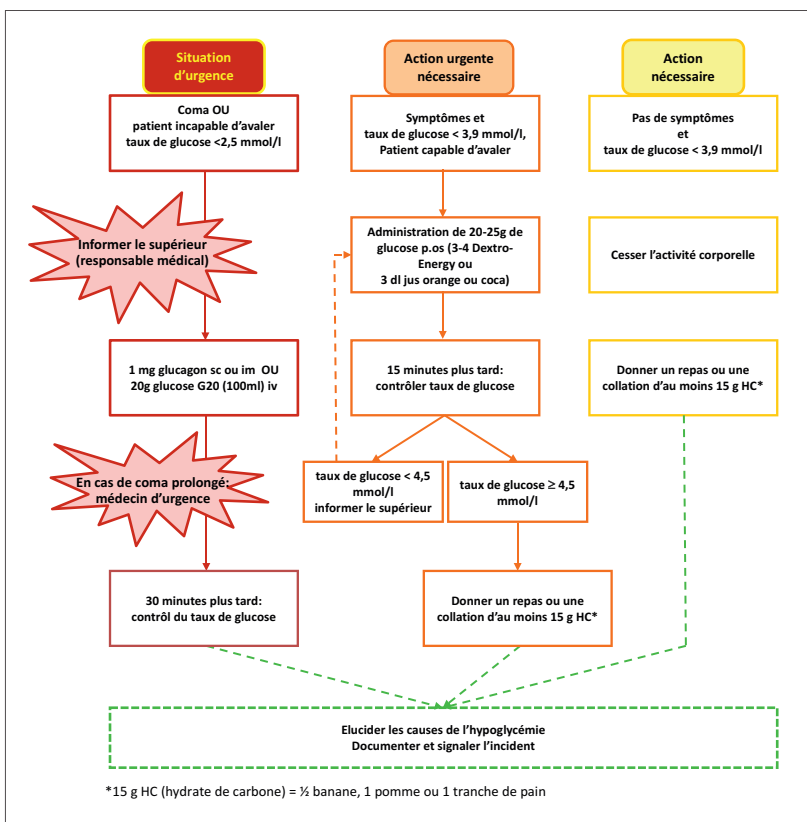 Situation
d’urgence
Coma OU
patient incapable d’avaler
taux de glucose <2,5 mmol/l
Informer le supérieur
(responsable médical)
1 mg glucagon sc ou im  OU
20g glucose G20 (100ml) iv
En cas de coma prolongé:
médecin d’urgence
30 minutes plus tard:
contrôl du taux de glucose
Action urgente
nécessaire
Symptômes et
taux de glucose < 3,9 mmol/l,
Patient capable d’avaler
Administration de 20-25g de
glucose p.os (3-4 Dextro-
Energy ou
3 dl jus orange ou coca)
15 minutes plus tard:
contrôler taux de glucose
taux de glucose < 4,5
mmol/l
informer le supérieur
taux de glucose ≥ 4,5
mmol/l
Donner un repas ou une
collation d’au moins 15 g HC*
Action
nécessaire
Pas de symptômes
et
taux de glucose < 3,9 mmol/l
Cesser l’activité corporelle
Donner un repas ou une
collation d’au moins 15 g HC*
Elucider les causes de l’hypoglycémie
Documenter et signaler l’incident
*15 g HC (hydrate de carbone) = ½ banane, 1 pomme ou 1 tranche de pain